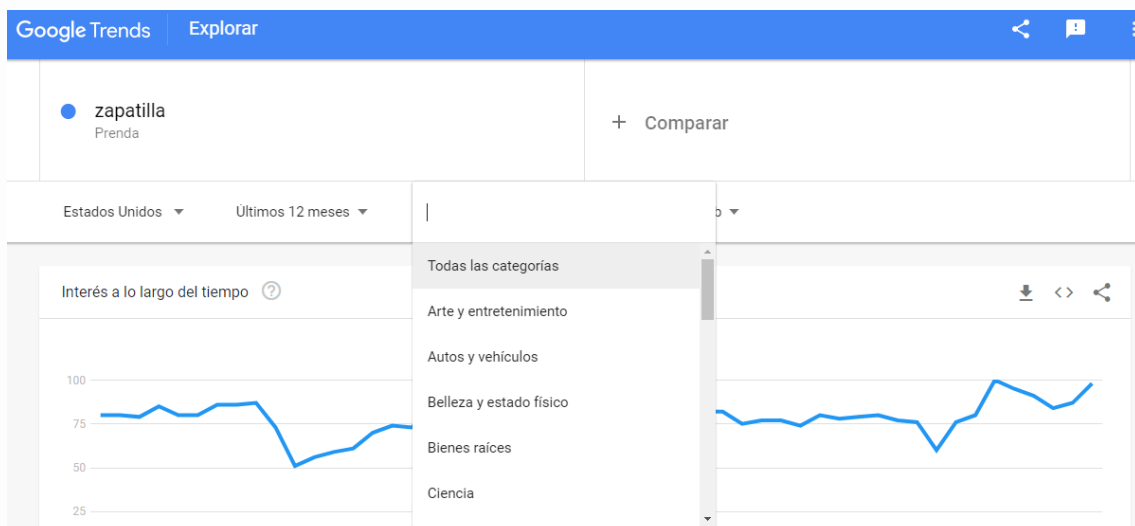 Google Trends Explorar
zapatilla
Prenda
+ Comparar
Estados Unidos Últimos 12 meses
Todas las categorías
Arte y entretenimiento
Autos y vehículos
Belleza y estado físico
Bienes raíces
Ciencia
Interés a lo largo del tiempo
100
75
50
25